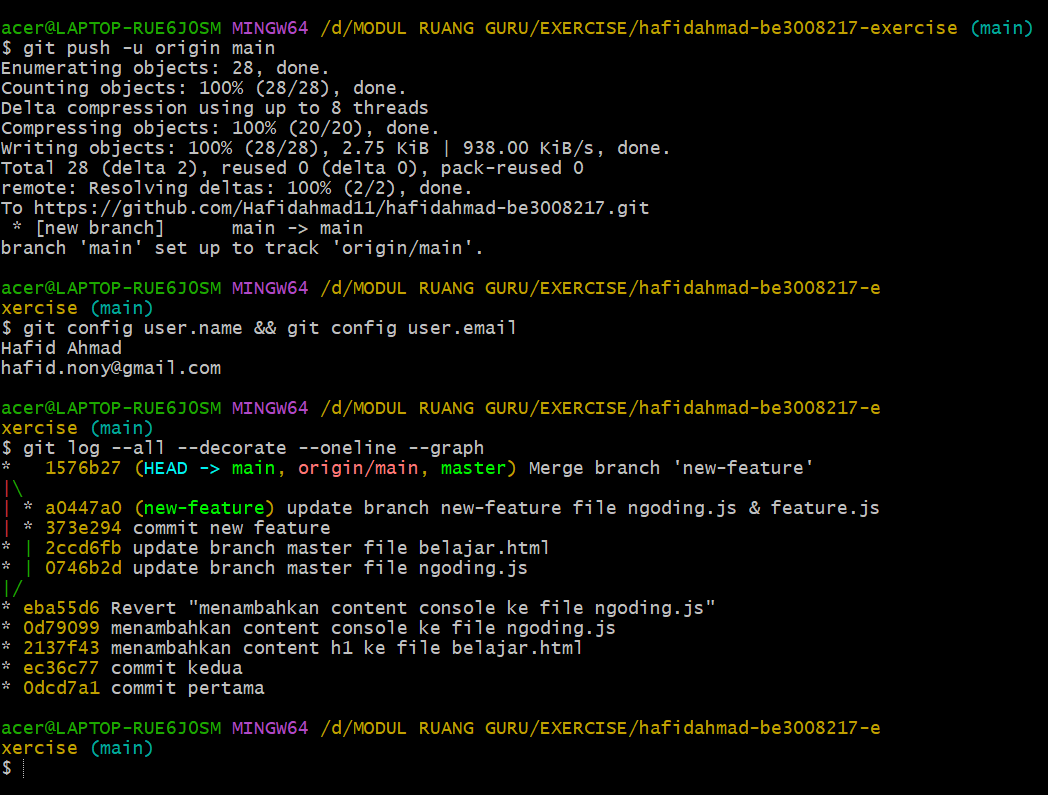 acer@LAPTOP-RUE6J0SM MINGW64 /d/MODUL RUANG GURU/EXERCISE/hafidahmad-be3008217-exercise (main)
$ git push -u origin main
Enumerating objects: 28, done.
Counting objects: 100% (28/28), done.
Delta compression using up to 8 threads
Compressing objects: 100% (20/20), done.
Writing objects: 100% (28/28), 2.75 KiB | 938.00 KiB/s, done.
Total 28 (delta 2), reused 0 (delta 0), pack-reused 0
remote: Resolving deltas: 100% (2/2), done.
To https://github.com/Hafidahmad11/hafidahmad-be3008217.git
 * [new branch]      main -> main
branch 'main' set up to track 'origin/main'.
acer@LAPTOP-RUE6J0SM MINGW64 /d/MODUL RUANG GURU/EXERCISE/hafidahmad-be3008217-e
xercise (main)
$ git config user.name && git config user.email
Hafid Ahmad
hafid.nony@gmail.com
acer@LAPTOP-RUE6J0SM MINGW64 /d/MODUL RUANG GURU/EXERCISE/hafidahmad-be3008217-e
xercise (main)
$ git log --all --decorate --oneline --graph
*   1576b27 (HEAD -> main, origin/main, master) Merge branch 'new-feature'
|\
| * a0447a0 (new-feature) update branch new-feature file ngoding.js & feature.js
| * 373e294 commit new feature
* | 2ccd6fb update branch master file belajar.html
* | 0746b2d update branch master file ngoding.js
|/
* eba55d6 Revert "menambahkan content console ke file ngoding.js"
* 0d79099 menambahkan content console ke file ngoding.js
* 2137f43 menambahkan content h1 ke file belajar.html
* ec36c77 commit kedua
* 0dcd7a1 commit pertama
acer@LAPTOP-RUE6J0SM MINGW64 /d/MODUL RUANG GURU/EXERCISE/hafidahmad-be3008217-e
xercise (main)
$